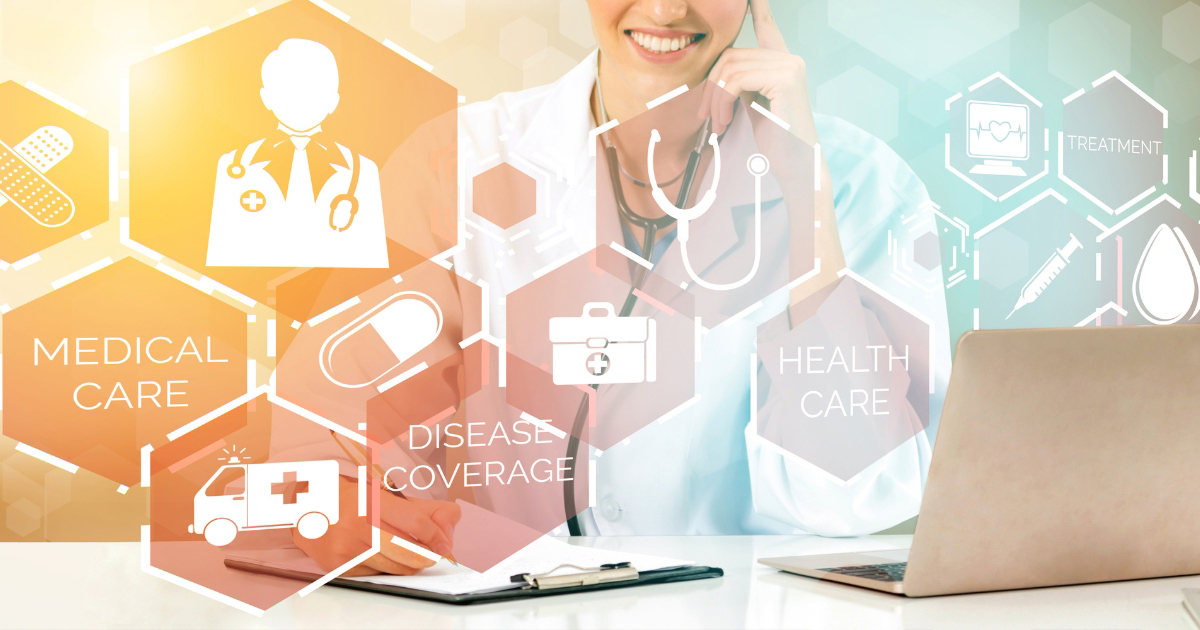 TREATMENT
MEDICAL
CARE
HEALTH
CARE
DISEASE
COVERAGE